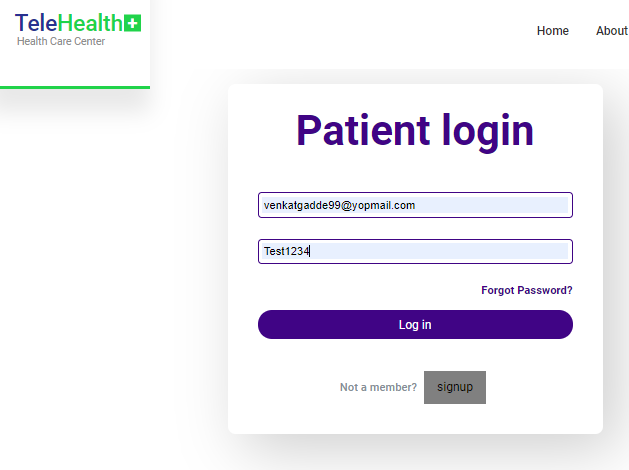 TeleHealth
Health Care Center
Home About
Patient login
venkatgadde99@yopmail.com
Test1234
Forgot Password?
Log in
Not a member? signup